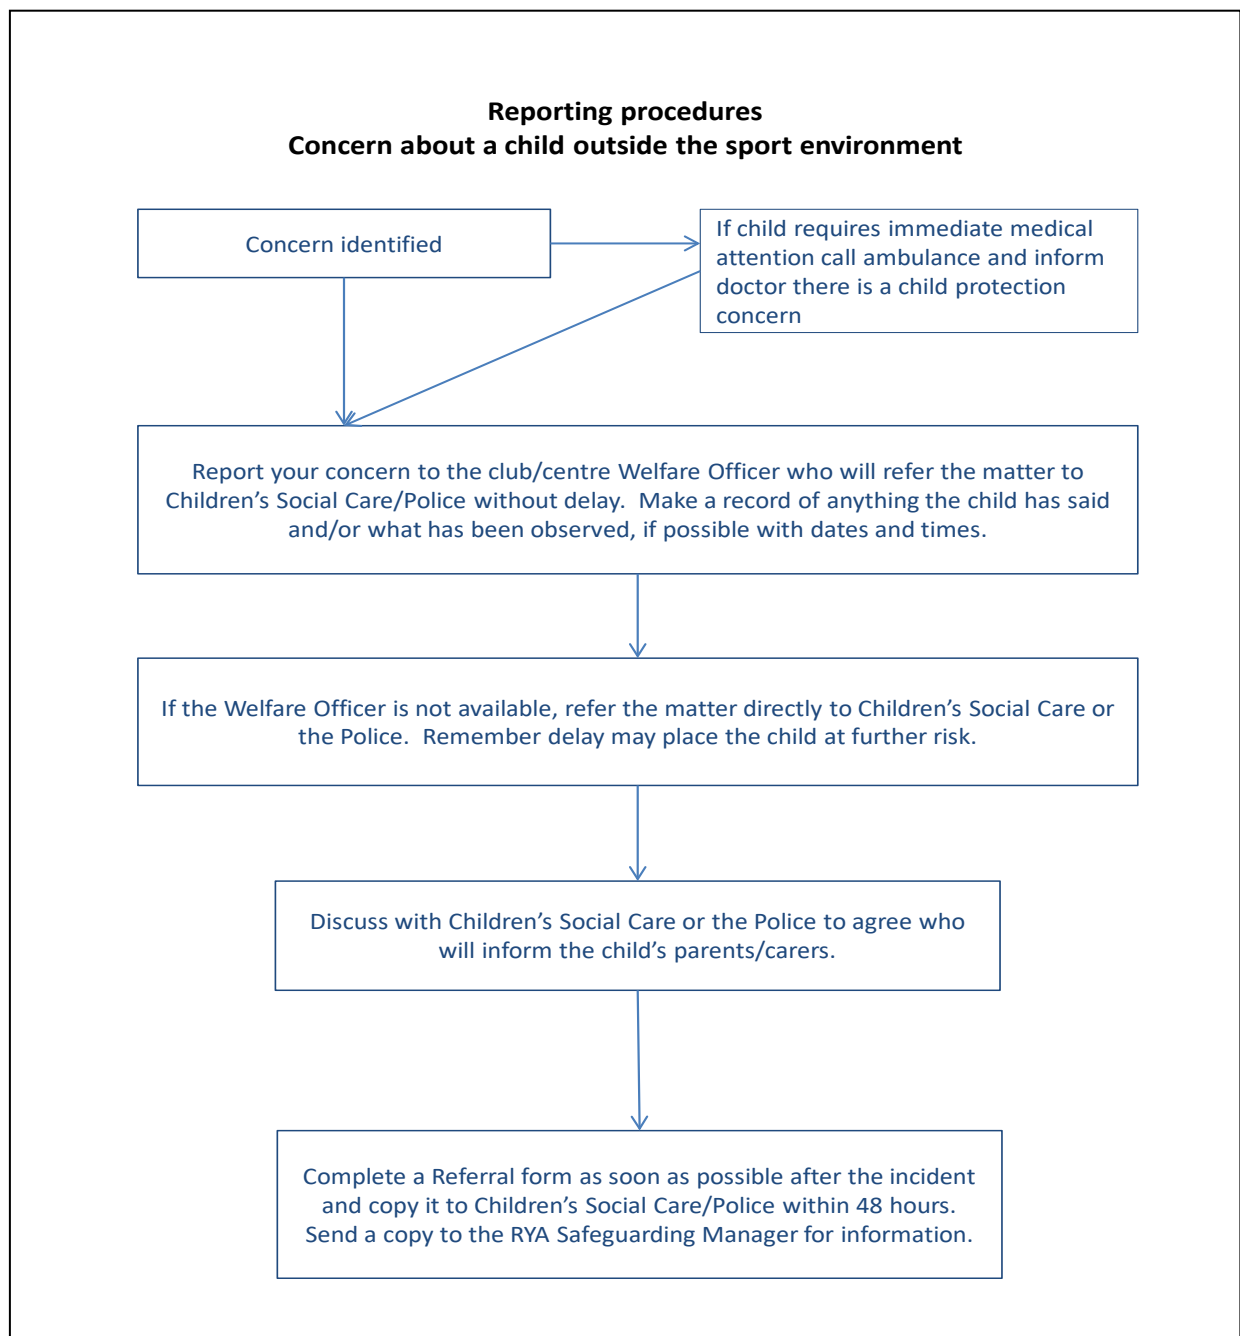 Reporting procedures
Concern about a child outside the sport environment
Concern identified
If child requires immediate medical
attention call ambulance and inform
doctor there is a child protection
concern
Report your concern to the club/centre Welfare Officer who will refer the matter to
Children’s Social Care/Police without delay.  Make a record of anything the child has said
and/or what has been observed, if possible with dates and times.
If the Welfare Officer is not available, refer the matter directly to Children’s Social Care or
the Police.  Remember delay may place the child at further risk.
Discuss with Children’s Social Care or the Police to agree who
will inform the child’s parents/carers.
Complete a Referral form as soon as possible after the incident
and copy it to Children’s Social Care/Police within 48 hours.
Send a copy to the RYA Safeguarding Manager for information.